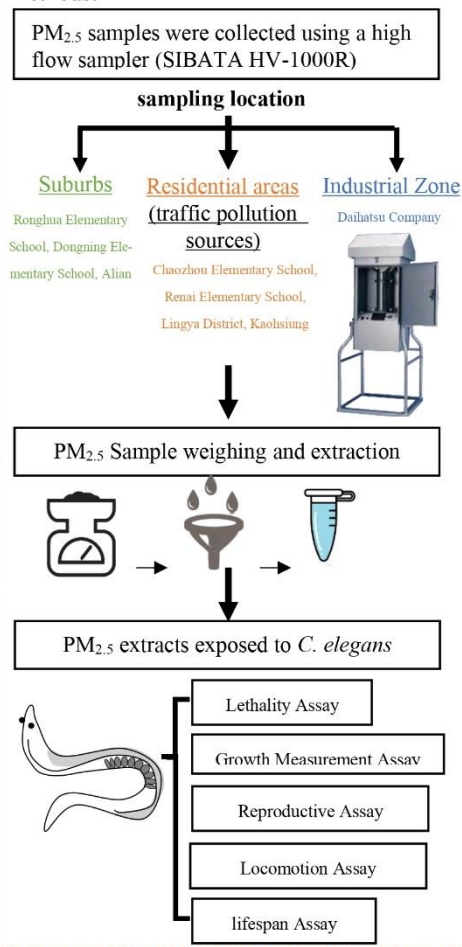 PM2.5 samples were collected using a high
flow sampler (SIBATA HV-1000R)
sampling location
Suburbs
Ronghua Elementary
School, Dongning Ele-
mentary School, Alian
Residential areas
(traffic pollution
sources)
Chaozhou Elementary School,
Renai Elementary School,
Lingya District, Kaohsiung
Industrial Zone
Daihatsu Company
PM2.5 Sample weighing and extraction
PM2.5 extracts exposed to C. elegans
Lethality Assay
Growth Measurement Assay
Reproductive Assay
Locomotion Assay
lifespan Assay